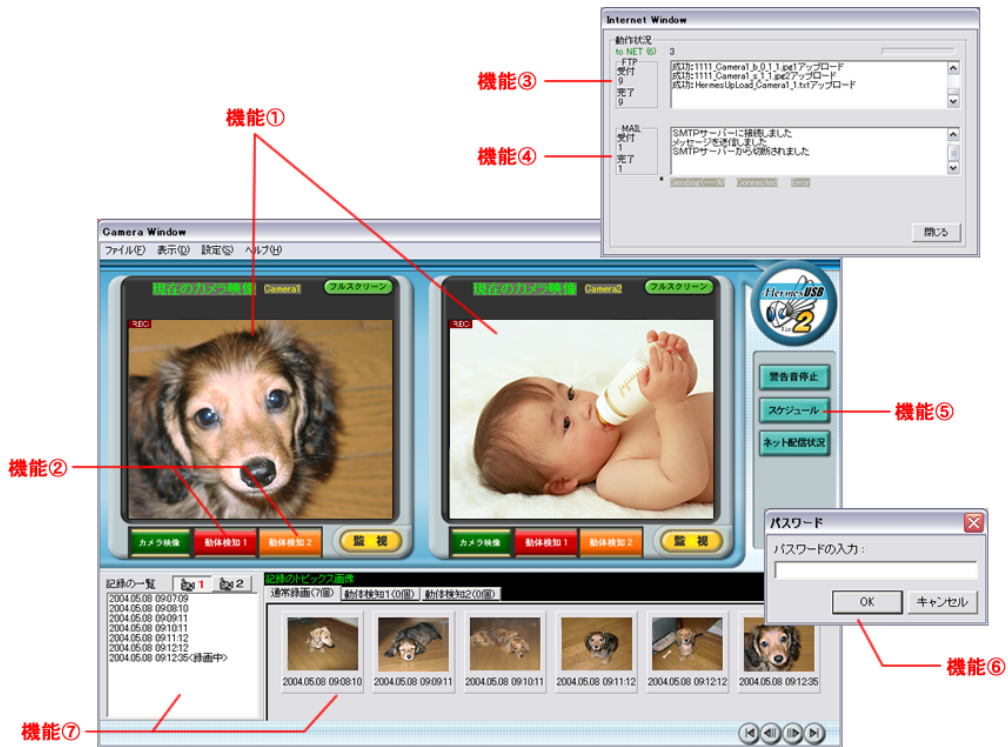 Internet Window
動作状況
to NET (6) 3
FTP
受付
9
完了
9
成功:1111_Camera1_b_0_1_1.jpg1アップロード
成功:1111_Camera1_s_1_1.jpg2アップロード
成功:HermesUpLoad_Camera1_1.txtアップロード
機能③
MAIL
受付
1
完了
1
SMTPサーバーに接続しました
メッセージを送信しました
SMTPサーバーから切断されました
機能④
* Connected Error
閉じる
機能①
Camera Window
ファイル(F) 表示(D) 設定(S) ヘルプ(H)
現在のカメラ映像 Camera1 フルスクリーン
現在のカメラ映像 Camera2 フルスクリーン
REC
REC
HermesUSB
Ver.2
警告音停止
スケジュール
機能⑤
ネット配信状況
機能②
カメラ映像 動体検知1 動体検知2 監視
カメラ映像 動体検知1 動体検知2 監視
パスワード
パスワードの入力:
OK キャンセル
機能⑥
記録の一覧 1 2
2004.05.08 09:07:09
2004.05.08 09:08:10
2004.05.08 09:09:11
2004.05.08 09:10:11
2004.05.08 09:11:12
2004.05.08 09:12:12
2004.05.08 09:12:35<録画中>
記録のトピックス画像
通常録画(7個) 動体検知1(0個) 動体検知2(0個)
2004.05.08 09:08:10 2004.05.08 09:09:11 2004.05.08 09:10:11 2004.05.08 09:11:12 2004.05.08 09:12:12 2004.05.08 09:12:35
機能⑦